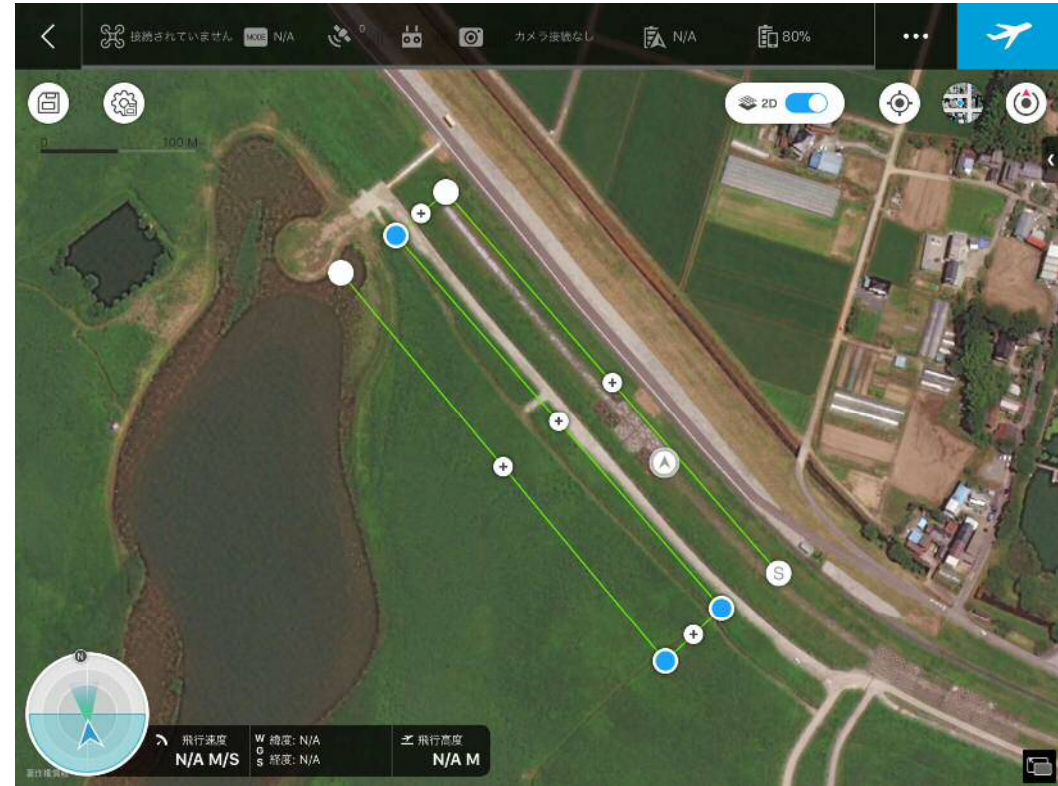 接続されていません MODE N/A 0 カメラ接続なし N/A 80%
2D
0 100 M
S
N
飛行速度 W 緯度: N/A 飛行高度
N/A M/S G 経度: N/A N/A M
S